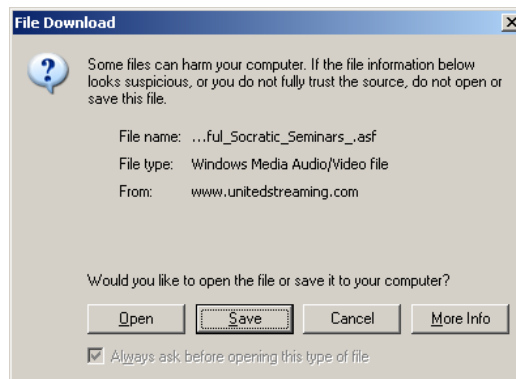 File Download
Some files can harm your computer. If the file information below
looks suspicious, or you do not fully trust the source, do not open or
save this file.
File name: ...ful_Socratic_Seminars_.asf
File type: Windows Media Audio/Video file
From: www.unitedstreaming.com
Would you like to open the file or save it to your computer?
Open Save Cancel More Info
Always ask before opening this type of file